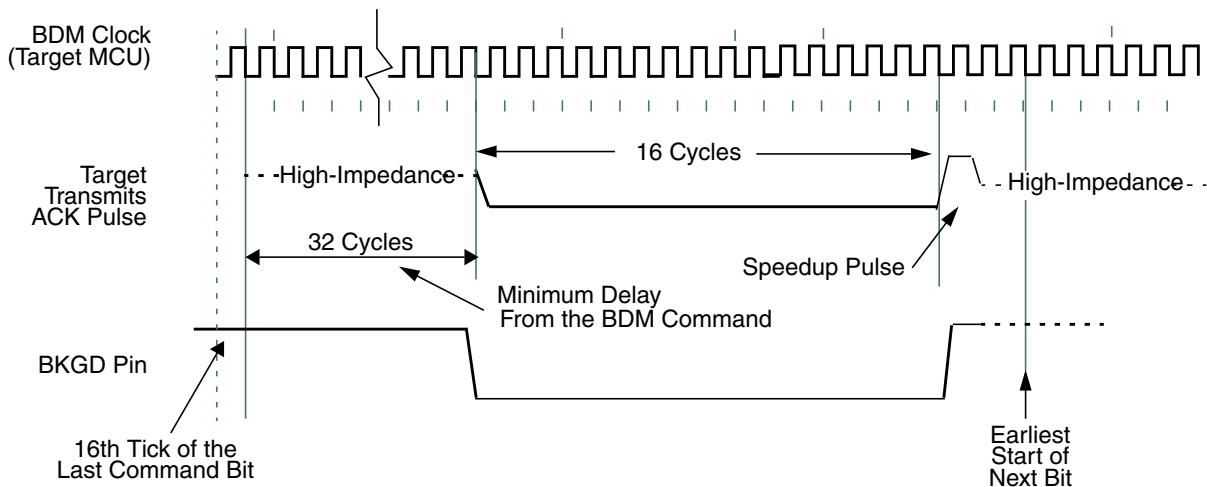 BDM Clock
(Target MCU)
16 Cycles
Target
Transmits
ACK Pulse
High-Impedance
High-Impedance
32 Cycles
Speedup Pulse
Minimum Delay
From the BDM Command
BKGD Pin
16th Tick of the
Last Command Bit
Earliest
Start of
Next Bit